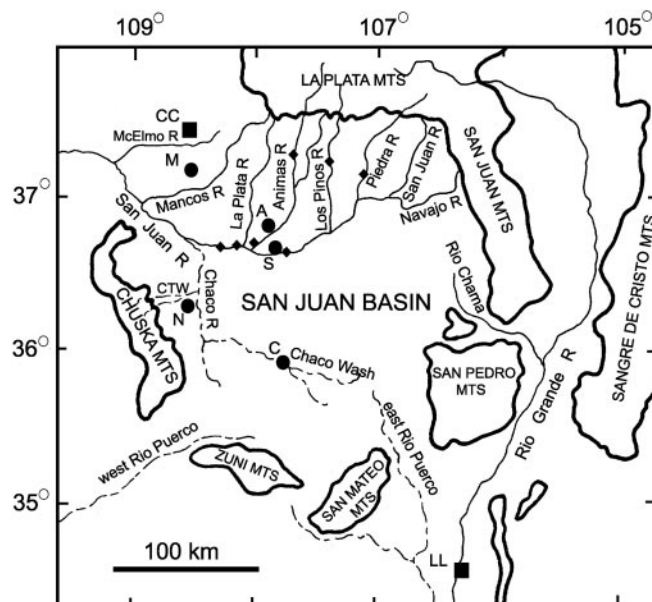 109° 107° 105°
LA PLATA MTS
CC
McElmo R
M
Mancos R
La Plata R
Animas R
Los Pinos R
Piedra R
San Juan R
Navajo R
SAN JUAN MTS
SANGRE DE CRISTO MTS
37°
San Juan R
A
S
Rio Chama
CTW
N
Chaco R
SAN JUAN BASIN
CHUSKA MTS
36°
C
Chaco Wash
SAN PEDRO
MTS
Rio Grande R
east Rio Puerco
west Rio Puerco
ZUNI MTS
SAN MATEO
MTS
35°
100 km
LL